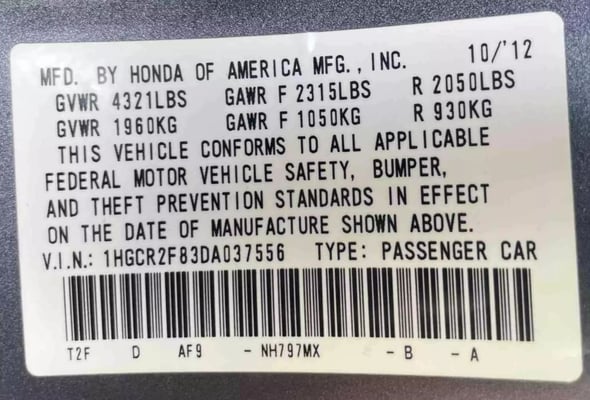 MFD. BY HONDA OF AMERICA MFG., INC. 10/'12
GVWR 4321LBS GAWR F 2315LBS R 2050LBS
GVWR 1960KG GAWR F 1050KG R 930KG
THIS VEHICLE CONFORMS TO ALL APPLICABLE
FEDERAL MOTOR VEHICLE SAFETY, BUMPER,
AND THEFT PREVENTION STANDARDS IN EFFECT
ON THE DATE OF MANUFACTURE SHOWN ABOVE.
V.I.N.: 1HGCR2F83DA037556 TYPE: PASSENGER CAR
T2F D AF9 - NH797MX - B - A